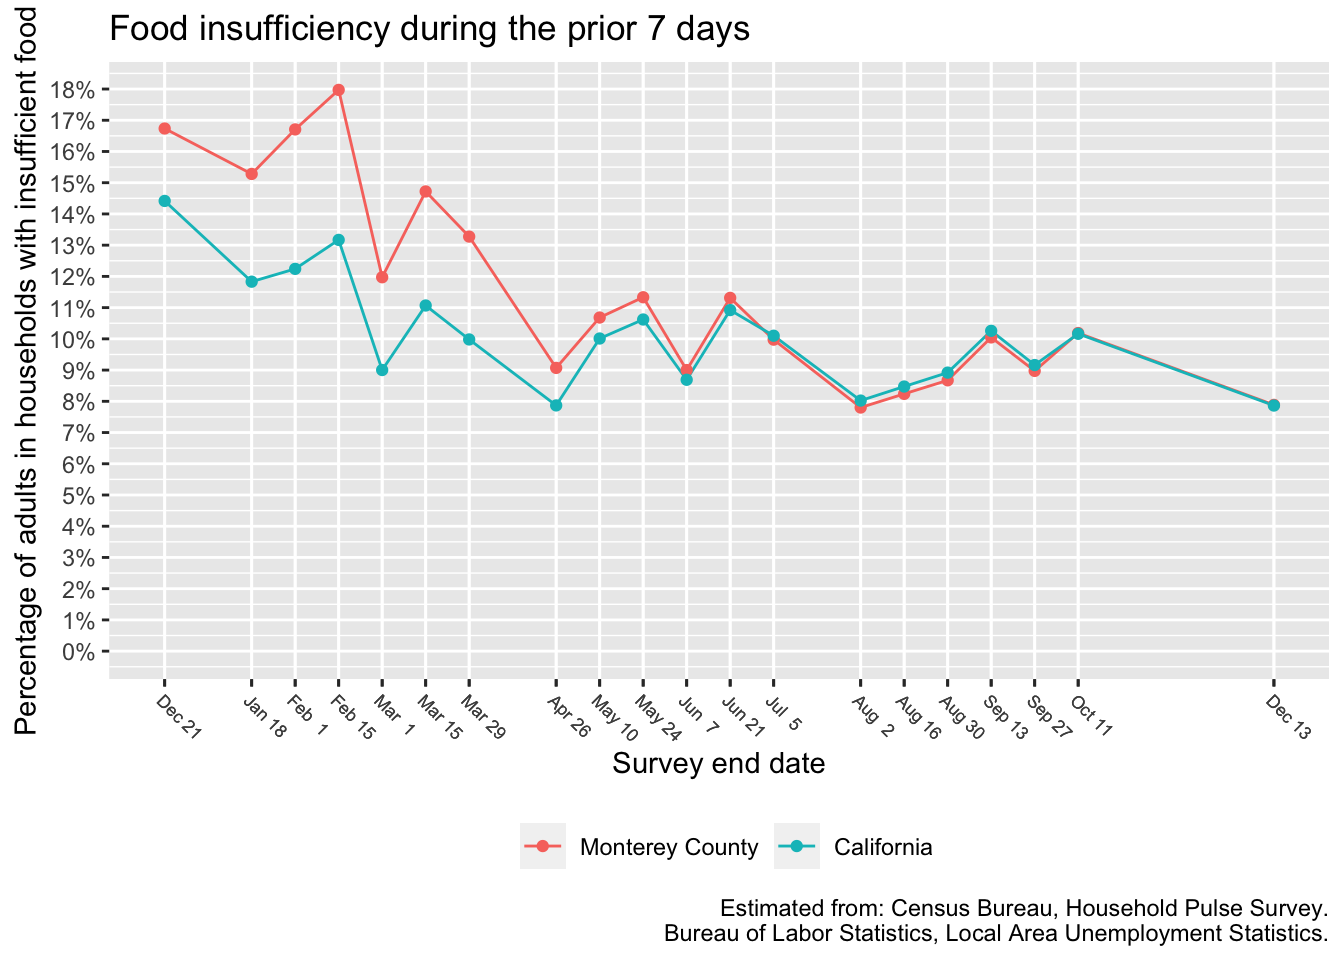 Food insufficiency during the prior 7 days
Percentage of adults in households with insufficient food
18%
17%
16%
15%
14%
13%
12%
11%
10%
9%
8%
7%
6%
5%
4%
3%
2%
1%
0%
Dec 21
Jan 18
Feb 1
Feb 15
Mar 1
Mar 15
Mar 29
Apr 26
May 10
May 24
Jun 7
Jun 21
Jul 5
Aug 2
Aug 16
Aug 30
Sep 13
Sep 27
Oct 11
Dec 13
Survey end date
Monterey County
California
Estimated from: Census Bureau, Household Pulse Survey.
Bureau of Labor Statistics, Local Area Unemployment Statistics.